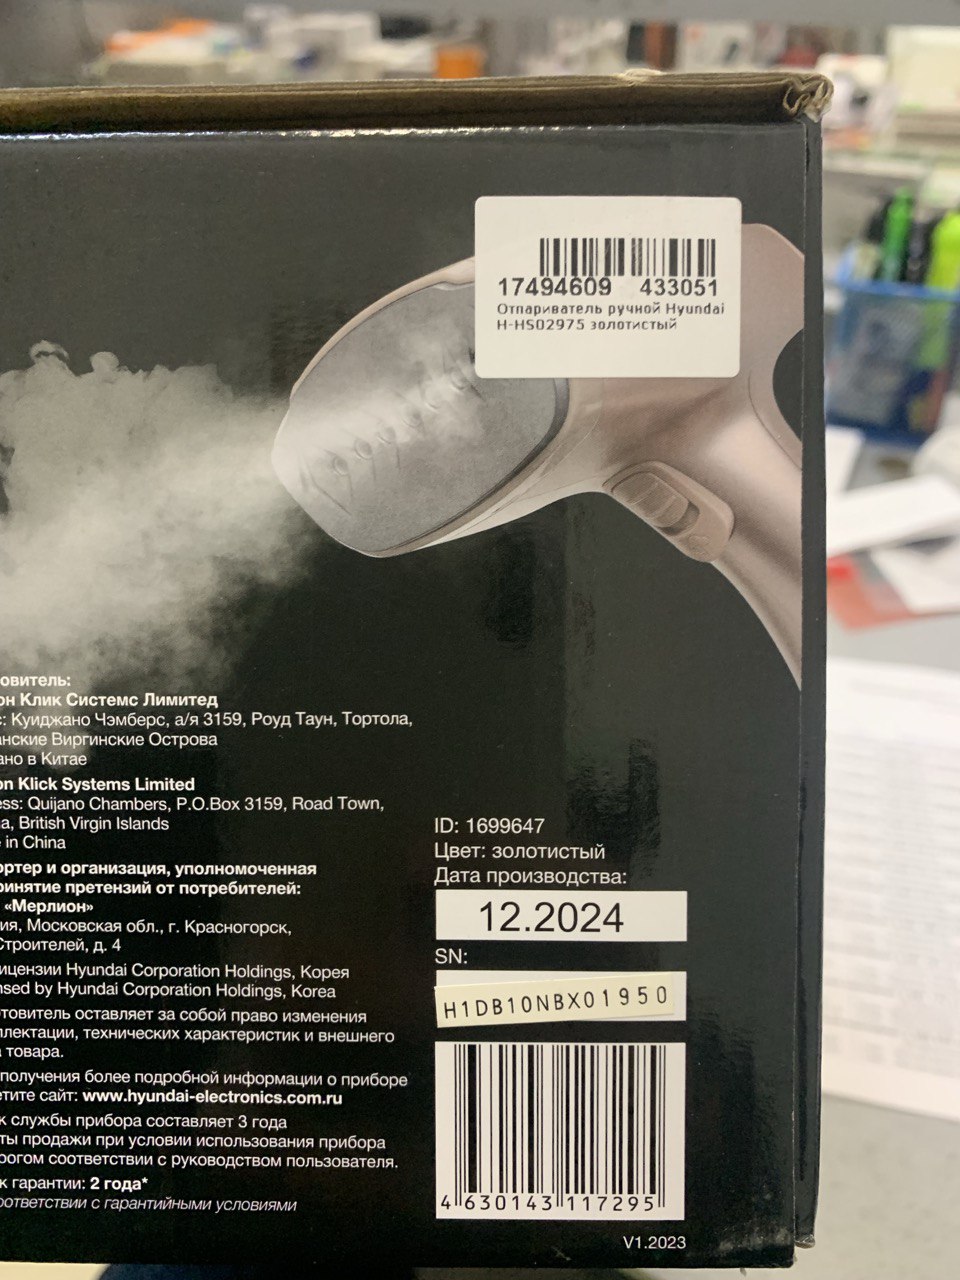 17494609 433051
Отпариватель ручной Hyundai
H-HS02975 золотистый
овитель:
он Клик Системс Лимитед
с: Куиджано Чэмберс, а/я 3159, Роуд Таун, Тортола,
анские Виргинские Острова
ано в Китае
on Klick Systems Limited
ess: Quijano Chambers, P.O.Box 3159, Road Town,
a, British Virgin Islands
in China
ортер и организация, уполномоченная
ринятие претензий от потребителей:
«Мерлион»
ия, Московская обл., г. Красногорск,
Строителей, д. 4
ицензии Hyundai Corporation Holdings, Корея
nsed by Hyundai Corporation Holdings, Korea
отовитель оставляет за собой право изменения
плектации, технических характеристик и внешнего
товара.
получения более подробной информации о приборе
етите сайт: www.hyundai-electronics.com.ru
к службы прибора составляет 3 года
ты продажи при условии использования прибора
рогом соответствии с руководством пользователя.
к гарантии: 2 года*
оответствии с гарантийными условиями
ID: 1699647
Цвет: золотистый
Дата производства:
12.2024
SN:
H1DB10NBX01950
4 630143 117295
V1.2023